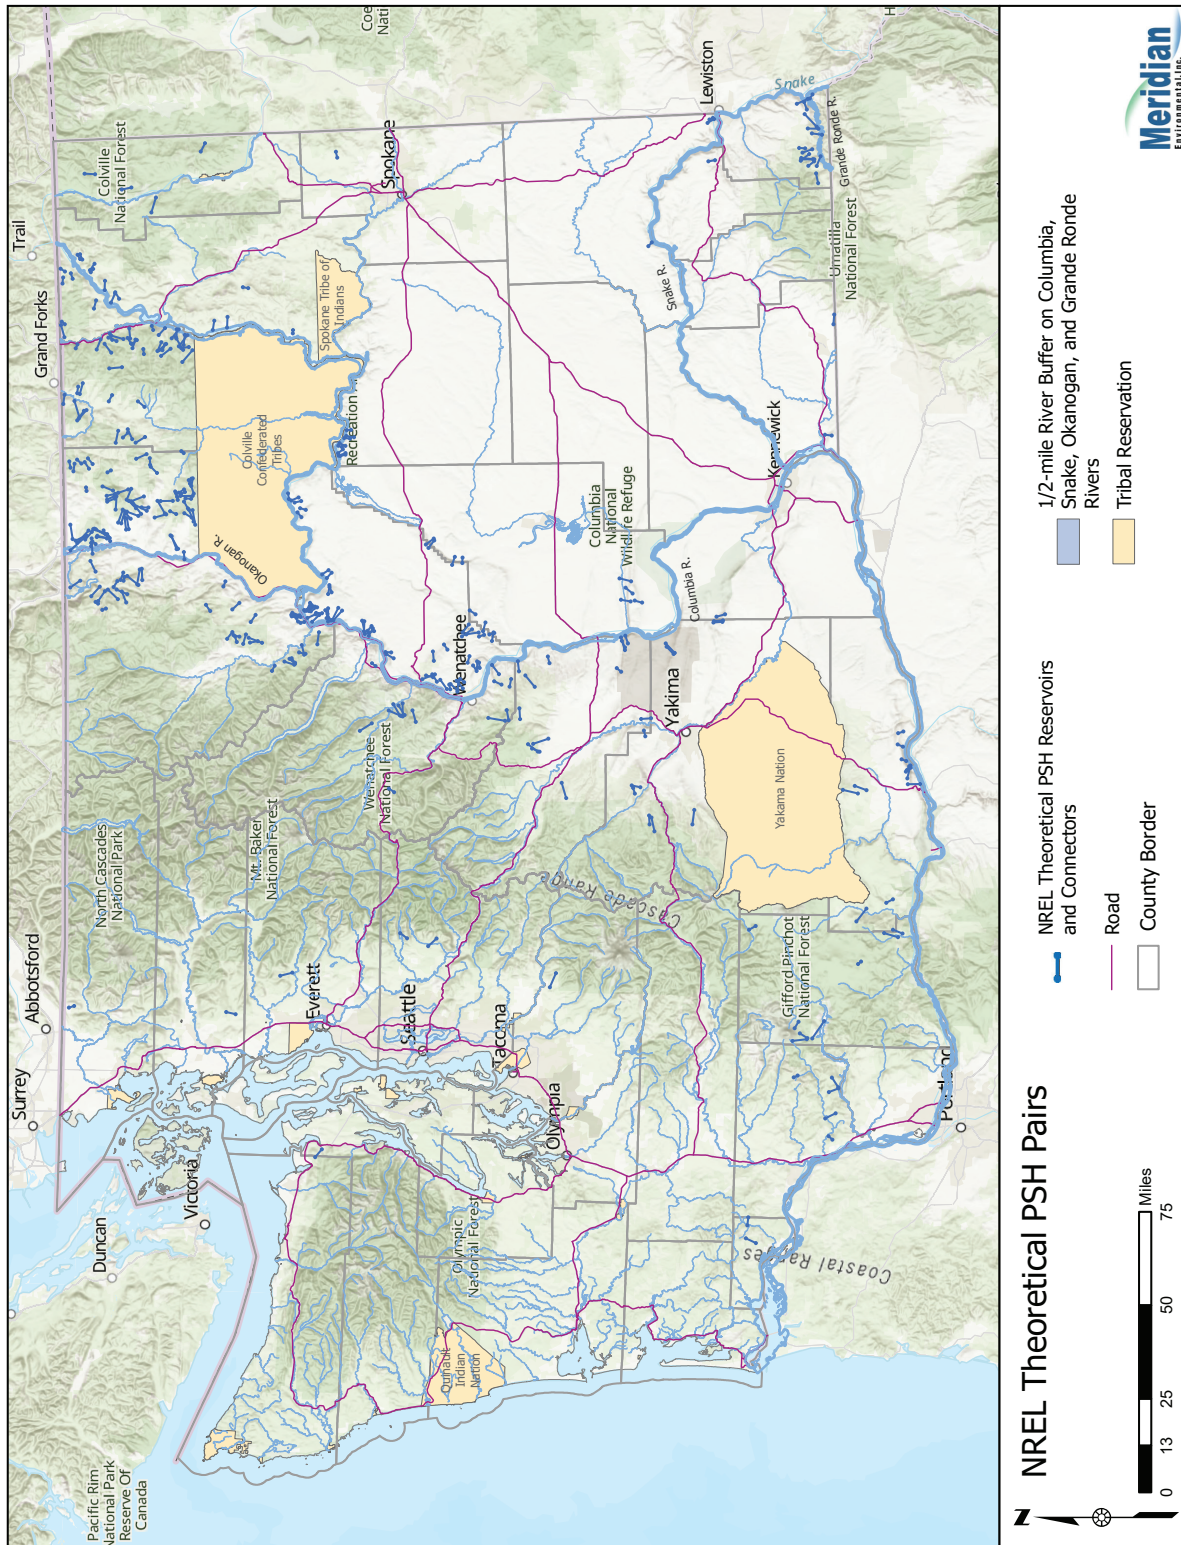 Surrey
Abbotsford
Grand Forks
Trail
Duncan
Victoria
Pacific Rim
National Park
Reserve Of
Canada
North Cascades
National Park
Mt. Baker
National Forest
Okanogan R.
Colville
Confederated
Tribes
Colville
National Forest
Spokane Tribe of
Indians
Recreation
Spokane
Everett
Seattle
Tacoma
Olympia
Olympic
National Forest
Quinault
Indian
Nation
Wenatchee
National Forest
Wenatchee
Columbia
National
Wildlife Refuge
Columbia R.
Cascade Range
Yakima
Yakama Nation
Kennewick
Snake R.
Lewiston
Snake
Grande Ronde R.
Umatilla
National Forest
Gifford Pinchot
National Forest
Coastal Ranges
Portland
Coe
Nati
H
NREL Theoretical PSH Pairs
N
0
13
25
50
75
Miles
NREL Theoretical PSH Reservoirs
and Connectors
Road
County Border
1/2-mile River Buffer on Columbia,
Snake, Okanogan, and Grande Ronde
Rivers
Tribal Reservation
Meridian
Environmental, Inc.